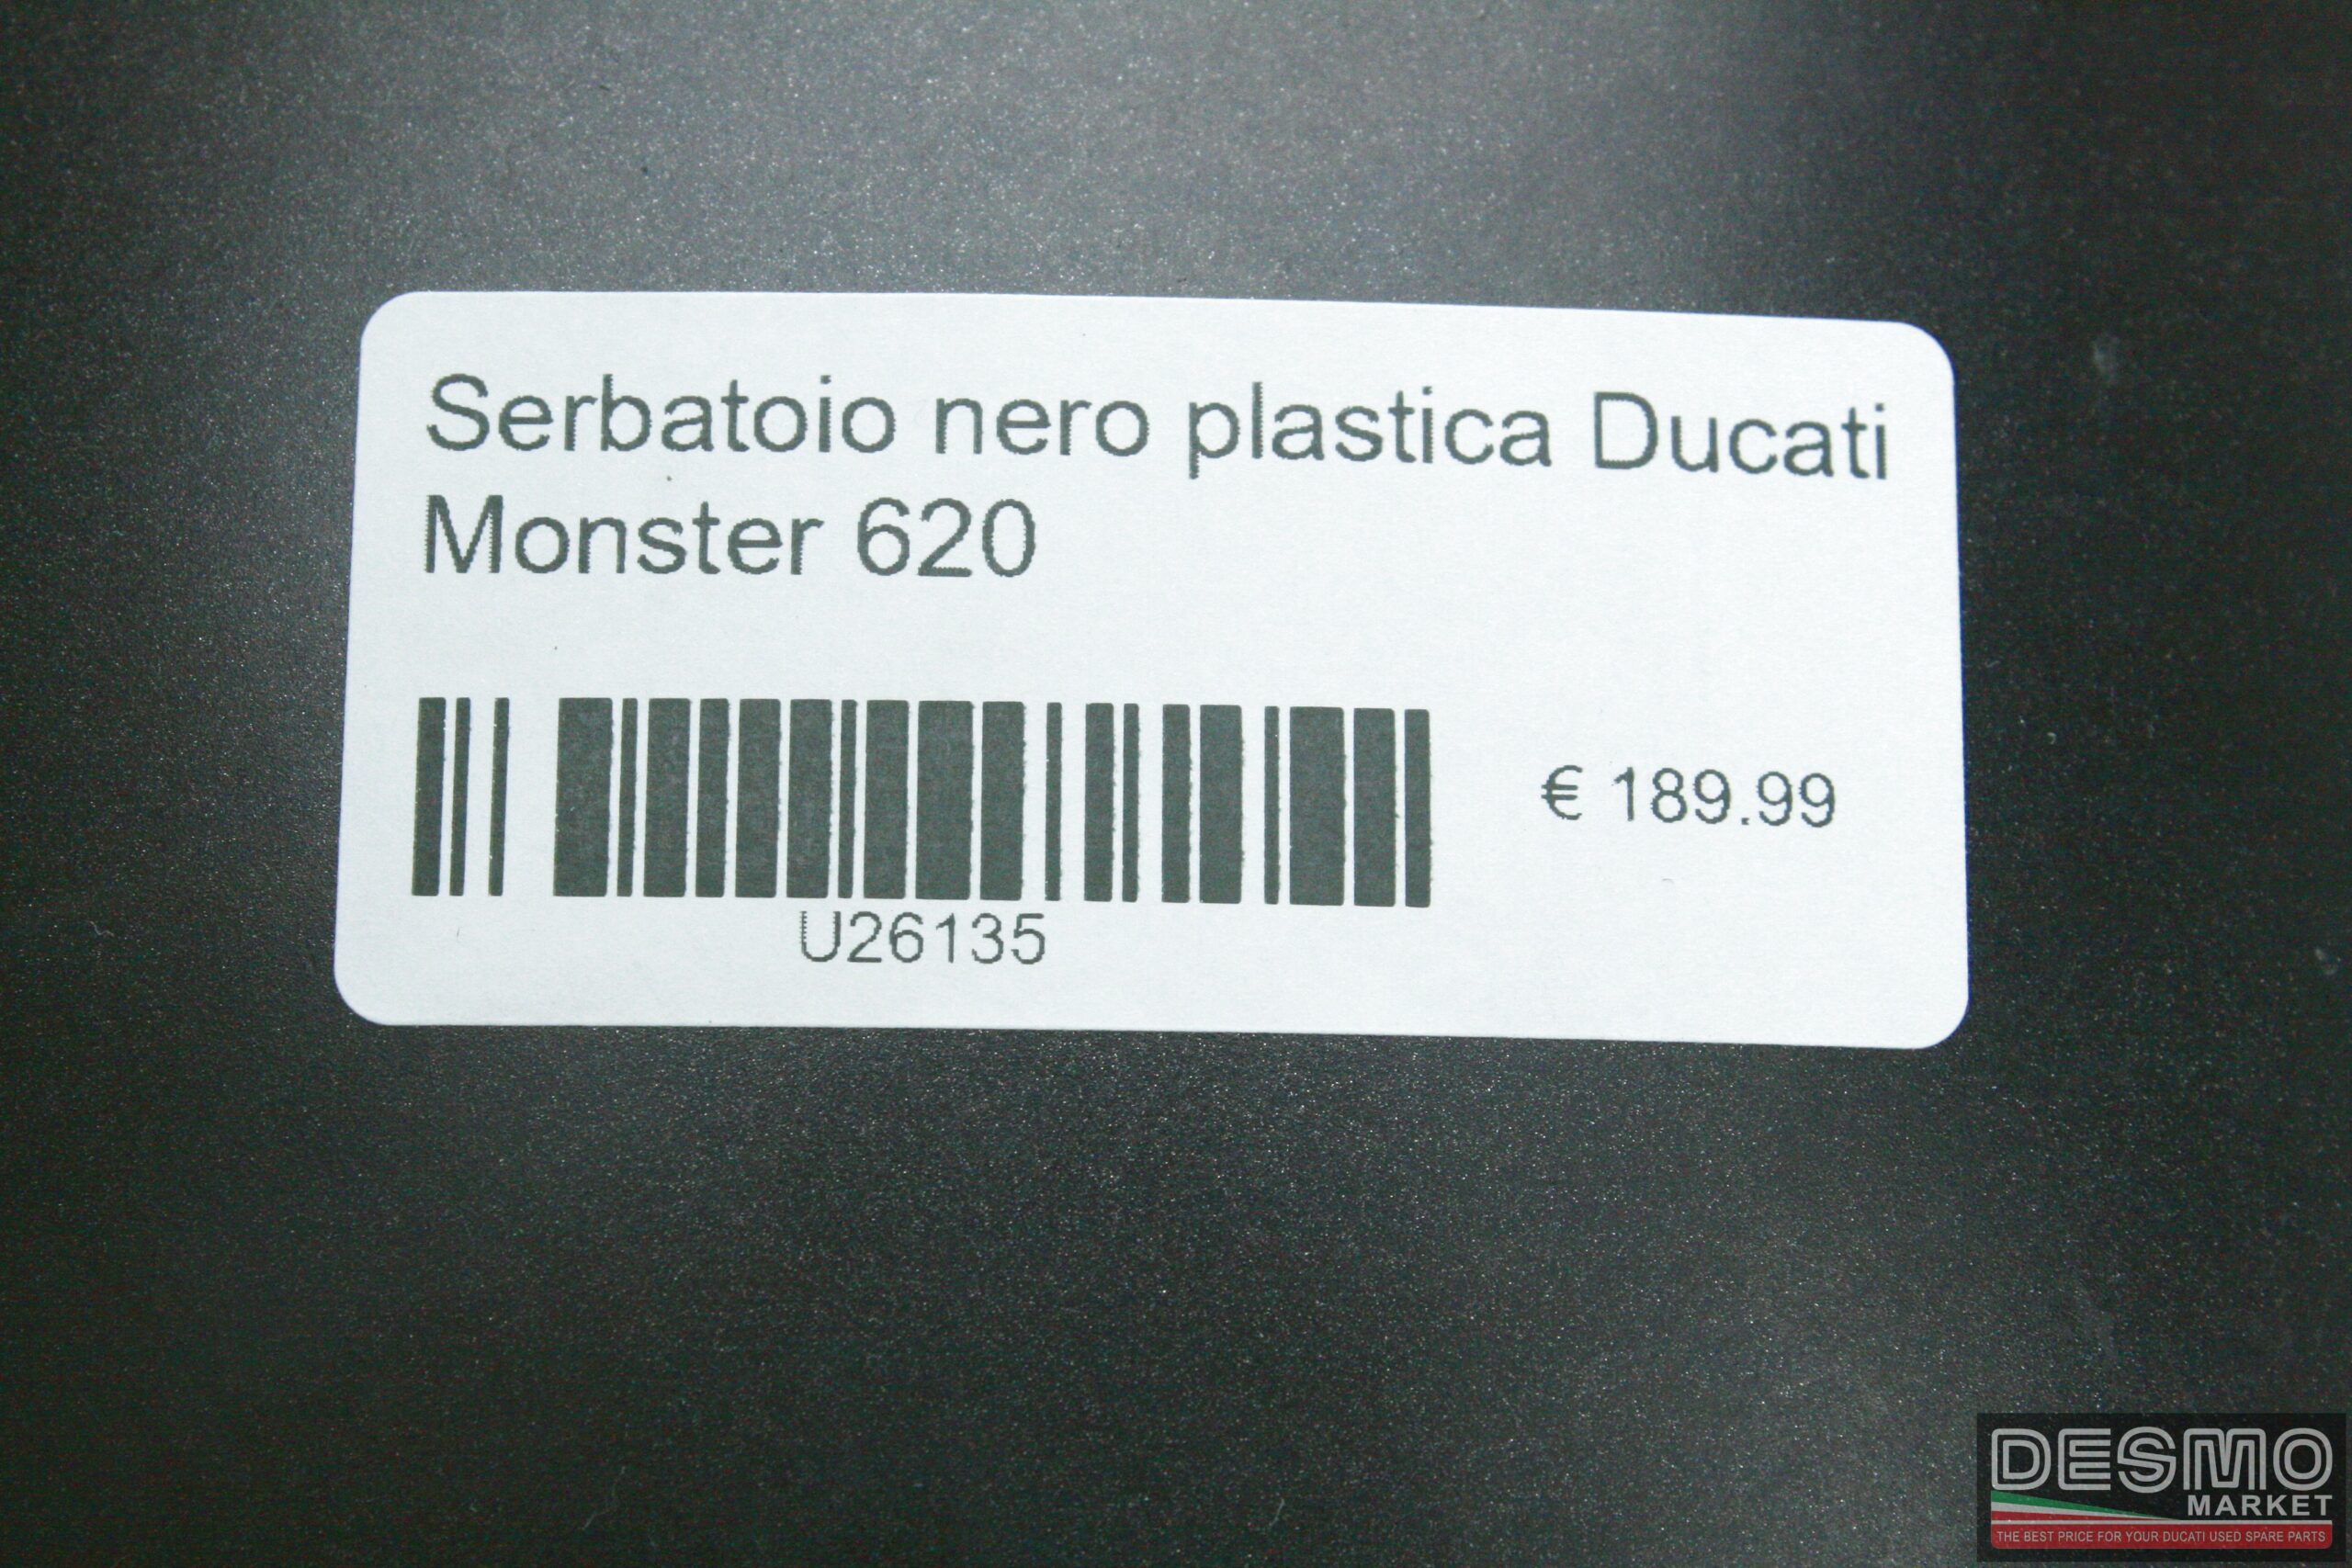 Serbatoio nero plastica Ducati
Monster 620
€ 189.99
U26135
DESMO
MARKET
THE BEST PRICE FOR YOUR DUCATI USED SPARE PARTS